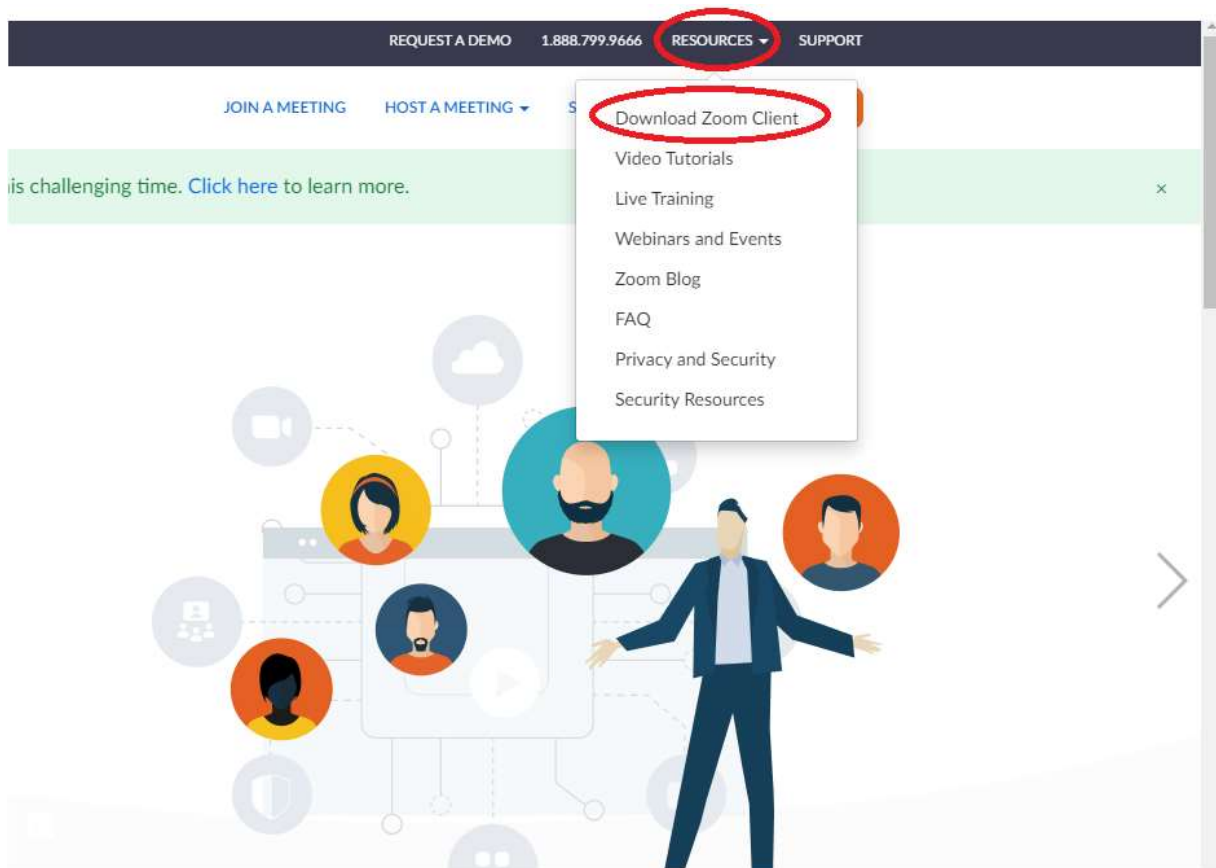 REQUEST A DEMO 1.888.799.9666 RESOURCES SUPPORT
JOIN A MEETING HOST A MEETING S
Download Zoom Client
Video Tutorials
is challenging time. Click here to learn more. ×
Live Training
Webinars and Events
Zoom Blog
FAQ
Privacy and Security
Security Resources